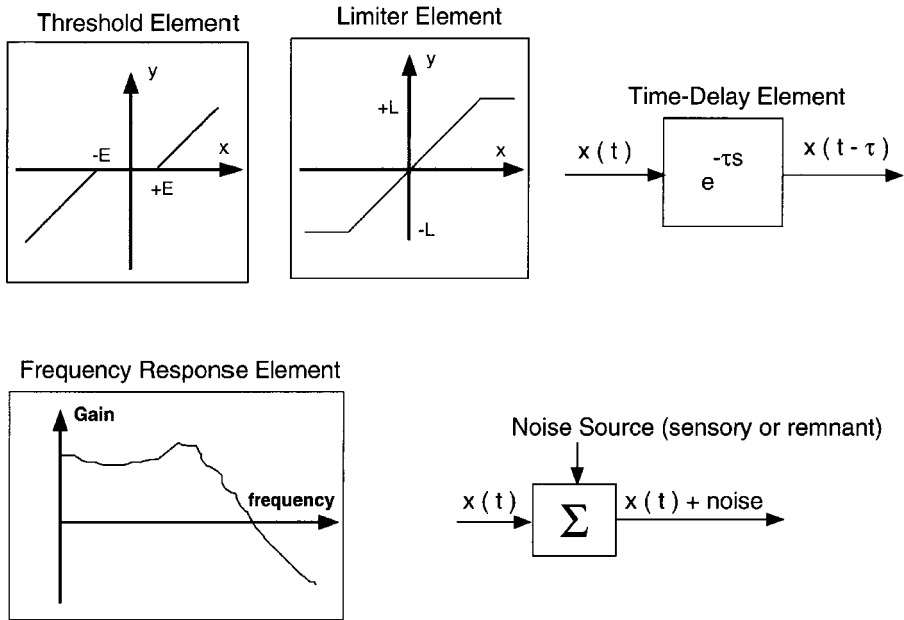 Threshold Element
y
-E
x
+E
Limiter Element
y
+L
x
-L
Time-Delay Element
x ( t )
e^-τs
x ( t - τ )
Frequency Response Element
Gain
frequency
Noise Source (sensory or remnant)
x ( t )
Σ
x ( t ) + noise